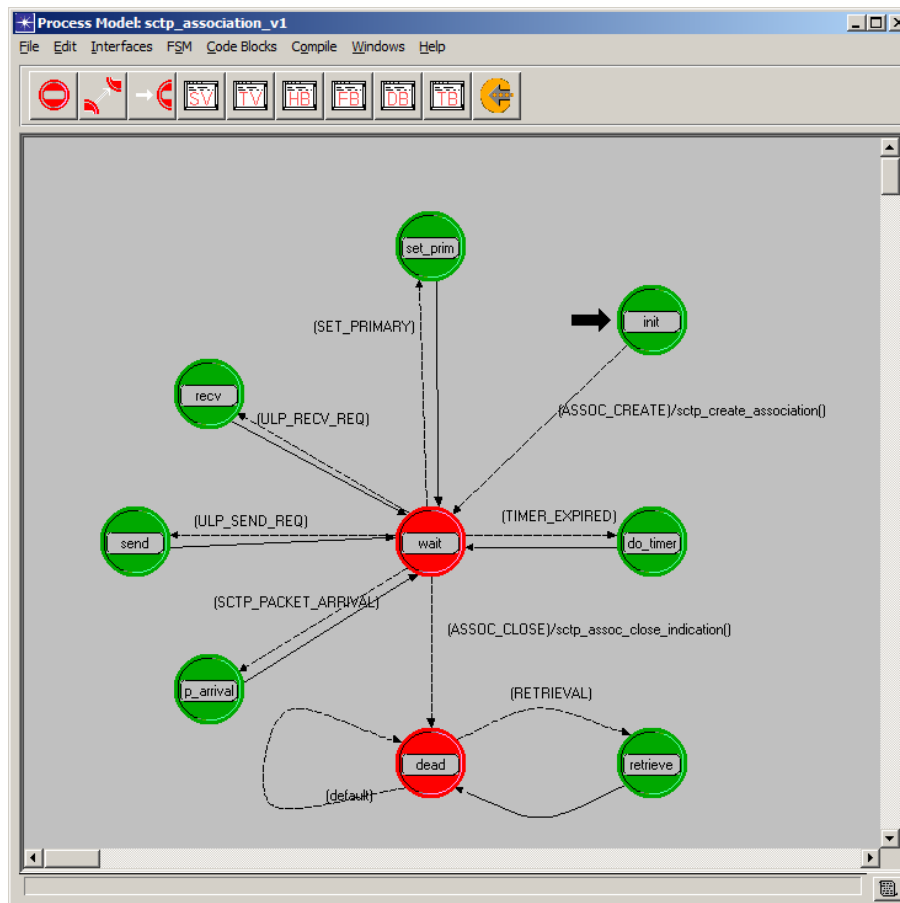 Process Model: sctp_association_v1
File Edit Interfaces FSM Code Blocks Compile Windows Help
SV TV HB FB DB TB
set_prim
(SET_PRIMARY)
init
recv
(ULP_RECV_REQ)
(ASSOC_CREATE)/sctp_create_association()
(ULP_SEND_REQ)
(TIMER_EXPIRED)
send
wait
do_timer
(SCTP_PACKET_ARRIVAL)
(ASSOC_CLOSE)/sctp_assoc_close_indication()
p_arrival
(RETRIEVAL)
dead
retrieve
(default)